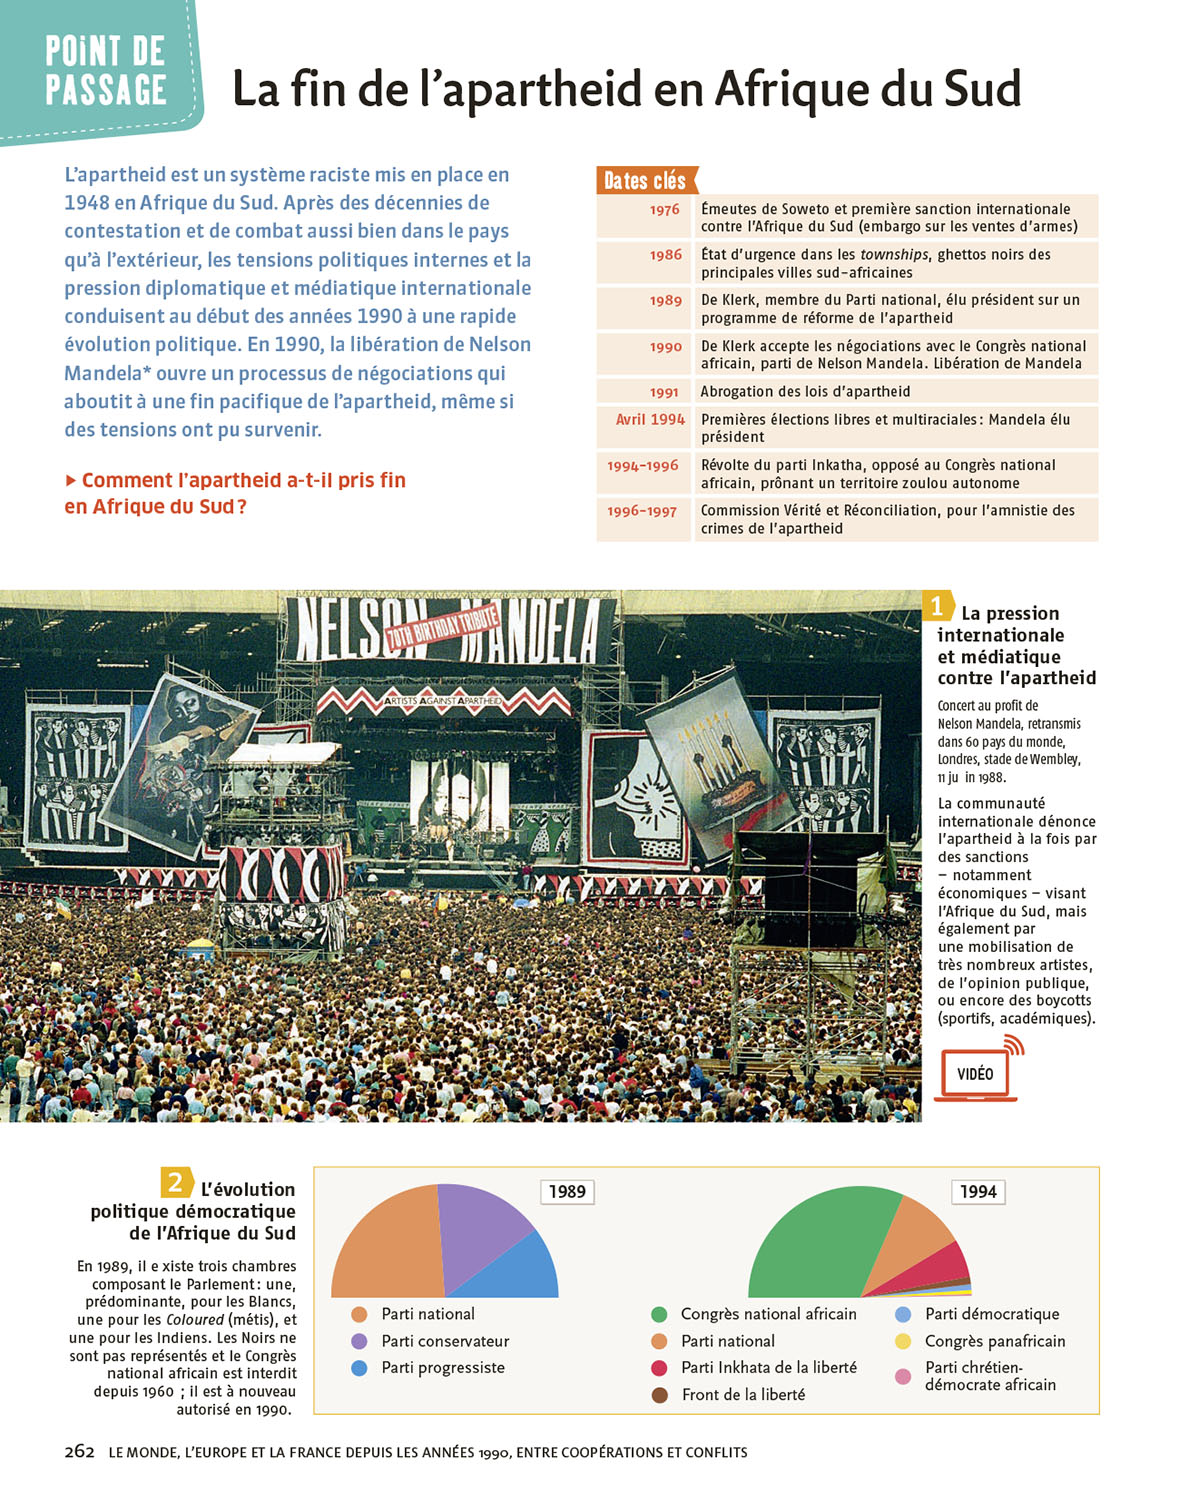 POINT DE
PASSAGE
La fin de l'apartheid en Afrique du Sud
L'apartheid est un système raciste mis en place en
1948 en Afrique du Sud. Après des décennies de
contestation et de combat aussi bien dans le pays
qu'à l'extérieur, les tensions politiques internes et la
pression diplomatique et médiatique internationale
conduisent au début des années 1990 à une rapide
évolution politique. En 1990, la libération de Nelson
Mandela* ouvre un processus de négociations qui
aboutit à une fin pacifique de l'apartheid, même si
des tensions ont pu survenir.
▶ Comment l'apartheid a-t-il pris fin
en Afrique du Sud ?
Dates clés
1976 Émeutes de Soweto et première sanction internationale
contre l'Afrique du Sud (embargo sur les ventes d'armes)
1986 État d'urgence dans les townships, ghettos noirs des
principales villes sud-africaines
1989 De Klerk, membre du Parti national, élu président sur un
programme de réforme de l'apartheid
1990 De Klerk accepte les négociations avec le Congrès national
africain, parti de Nelson Mandela. Libération de Mandela
1991 Abrogation des lois d'apartheid
Avril 1994 Premières élections libres et multiraciales : Mandela élu
président
1994-1996 Révolte du parti Inkatha, opposé au Congrès national
africain, prônant un territoire zoulou autonome
1996-1997 Commission Vérité et Réconciliation, pour l'amnistie des
crimes de l'apartheid
NELSON MANDELA
70TH BIRTHDAY TRIBUTE
ARTISTS AGAINST APARTHEID
1 La pression
internationale
et médiatique
contre l'apartheid
Concert au profit de
Nelson Mandela, retransmis
dans 60 pays du monde,
Londres, stade de Wembley,
11 ju in 1988.
La communauté
internationale dénonce
l'apartheid à la fois par
des sanctions
– notamment
économiques – visant
l'Afrique du Sud, mais
également par
une mobilisation de
très nombreux artistes,
de l'opinion publique,
ou encore des boycotts
(sportifs, académiques).
VIDÉO
2 L'évolution
politique démocratique
de l'Afrique du Sud
En 1989, il e xiste trois chambres
composant le Parlement : une,
prédominante, pour les Blancs,
une pour les Coloured (métis), et
une pour les Indiens. Les Noirs ne
sont pas représentés et le Congrès
national africain est interdit
depuis 1960 ; il est à nouveau
autorisé en 1990.
1989
Parti national
Parti conservateur
Parti progressiste
1994
Congrès national africain
Parti national
Parti Inkhata de la liberté
Front de la liberté
Parti démocratique
Congrès panafricain
Parti chrétien-
démocrate africain
262 LE MONDE, L'EUROPE ET LA FRANCE DEPUIS LES ANNÉES 1990, ENTRE COOPÉRATIONS ET CONFLITS